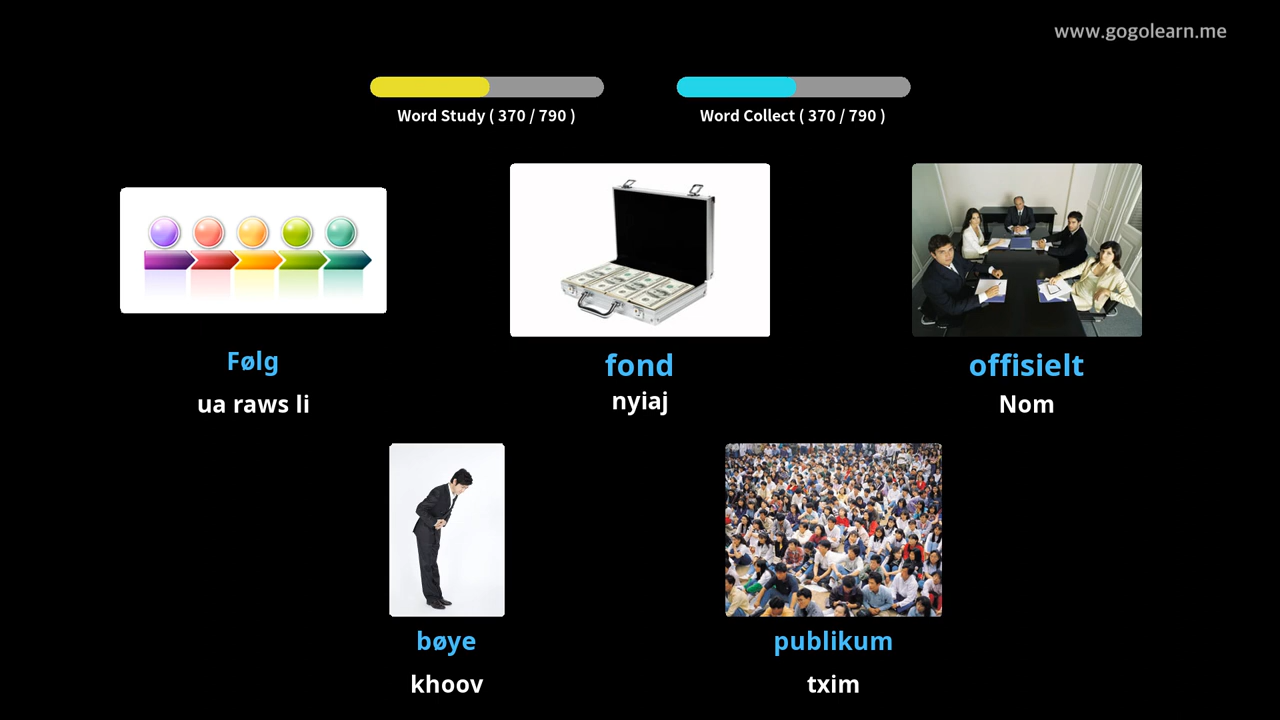 www.gogolearn.me
Word Study ( 370 / 790 )
Word Collect ( 370 / 790 )
Følg
ua raws li
fond
nyiaj
offisielt
Nom
bøye
khoov
publikum
txim